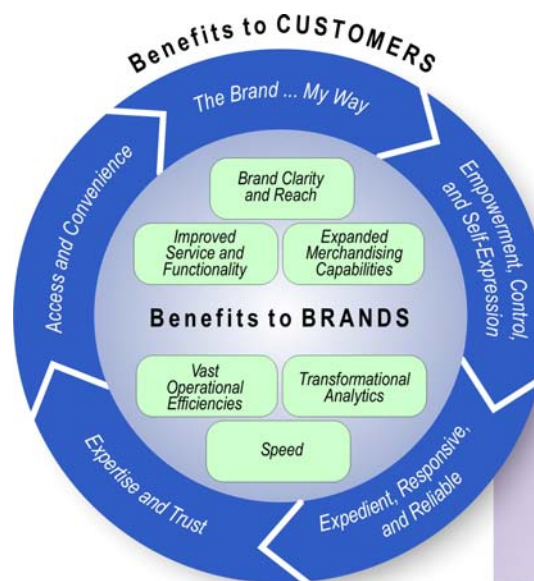 Benefits to CUSTOMERS
The Brand ... My Way
Empowerment, Control,
and Self-Expression
Expedient, Responsive,
and Reliable
Expertise and Trust
Access and Convenience
Brand Clarity
and Reach
Improved
Service and
Functionality
Expanded
Merchandising
Capabilities
Benefits to BRANDS
Vast
Operational
Efficiencies
Transformational
Analytics
Speed